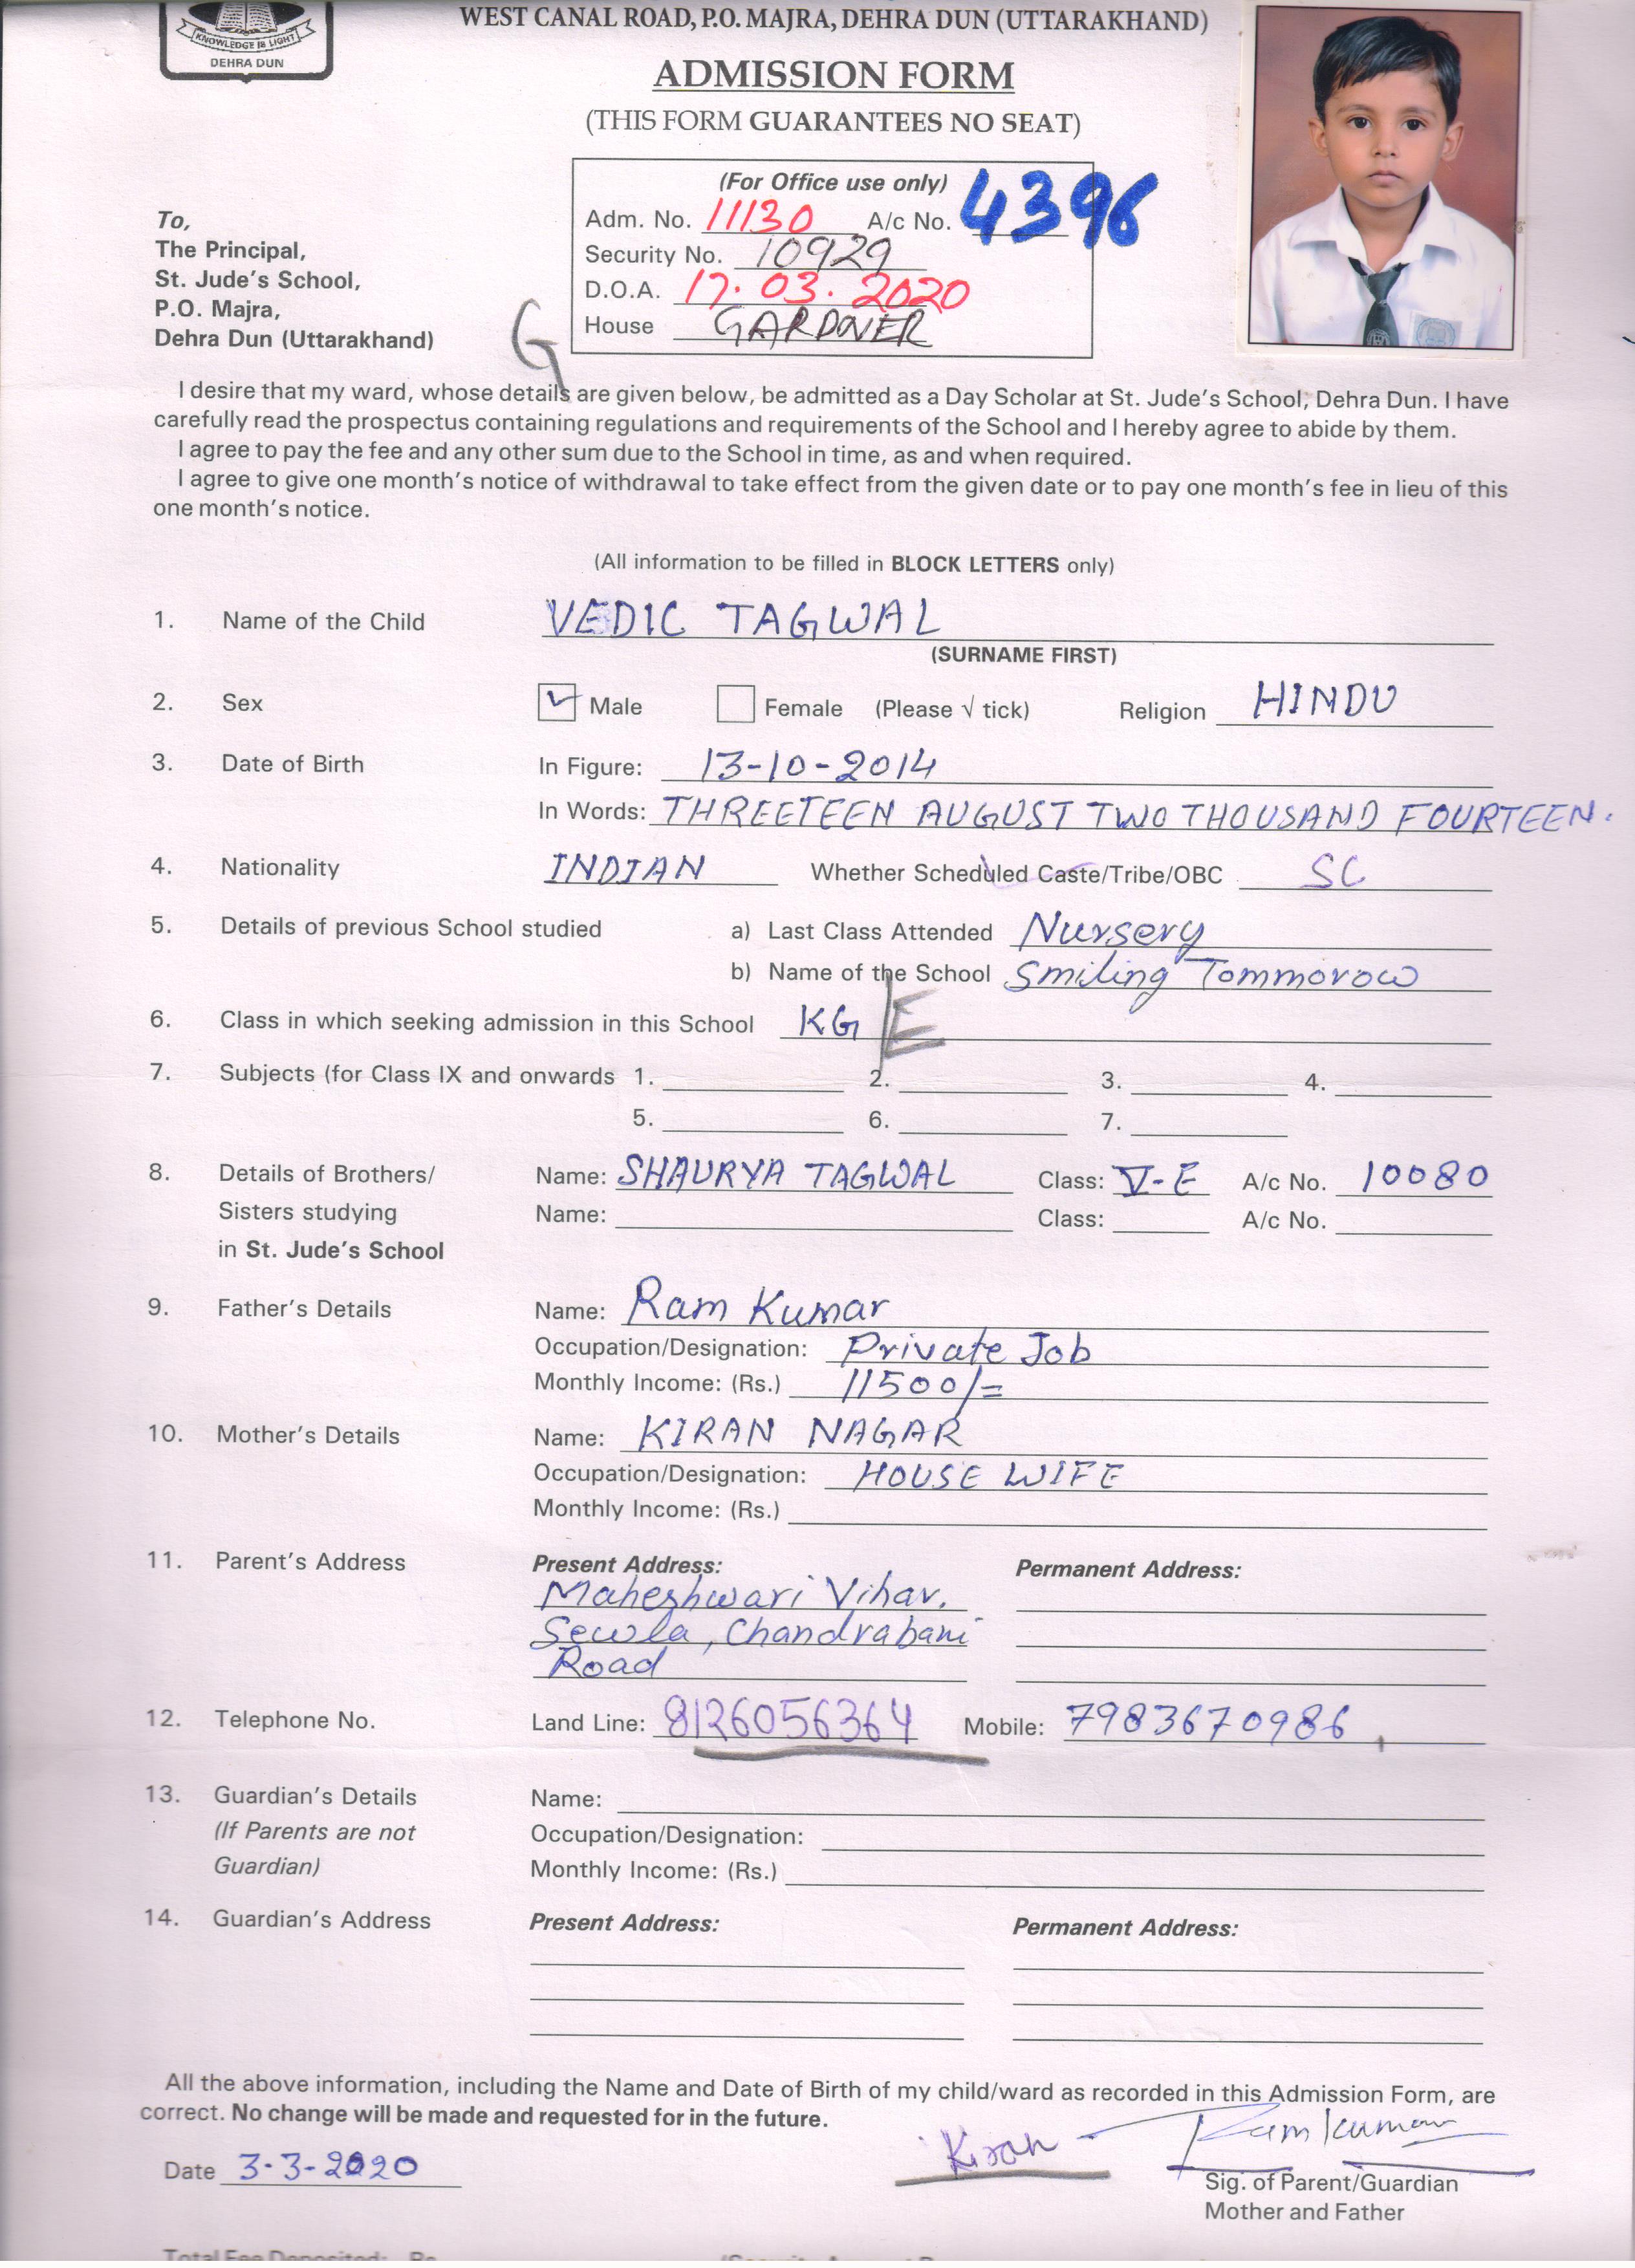 KNOWLEDGE IS LIGHT
DEHRA DUN
WEST CANAL ROAD, P.O. MAJRA, DEHRA DUN (UTTARAKHAND)
ADMISSION FORM
(THIS FORM GUARANTEES NO SEAT)
(For Office use only)
Adm. No. 11130 A/c No. 4396
Security No. 10929
D.O.A. 17.03.2020
House GARDNER
G
To,
The Principal,
St. Jude's School,
P.O. Majra,
Dehra Dun (Uttarakhand)
I desire that my ward, whose details are given below, be admitted as a Day Scholar at St. Jude's School, Dehra Dun. I have
carefully read the prospectus containing regulations and requirements of the School and I hereby agree to abide by them.
I agree to pay the fee and any other sum due to the School in time, as and when required.
I agree to give one month's notice of withdrawal to take effect from the given date or to pay one month's fee in lieu of this
one month's notice.
(All information to be filled in BLOCK LETTERS only)
1. Name of the Child VEDIC TAGWAL
(SURNAME FIRST)
2. Sex Male Female (Please √ tick) Religion HINDU
3. Date of Birth In Figure: 13-10-2014
In Words: THREETEEN AUGUST TWO THOUSAND FOURTEEN.
4. Nationality INDIAN Whether Scheduled Caste/Tribe/OBC SC
5. Details of previous School studied a) Last Class Attended Nursery
b) Name of the School Smiling Tommorow
6. Class in which seeking admission in this School KG E
7. Subjects (for Class IX and onwards 1. 2. 3. 4.
5. 6. 7.
8. Details of Brothers/ Name: SHAURYA TAGWAL Class: V-E A/c No. 10080
Sisters studying Name: Class: A/c No.
in St. Jude's School
9. Father's Details Name: Ram Kumar
Occupation/Designation: Private Job
Monthly Income: (Rs.) 11500/=
10. Mother's Details Name: KIRAN NAGAR
Occupation/Designation: HOUSE WIFE
Monthly Income: (Rs.)
11. Parent's Address Present Address: Permanent Address:
Maheshwari Vihar,
Sewla, Chandrabani
Road
12. Telephone No. Land Line: 8126056364 Mobile: 7983670986
13. Guardian's Details Name:
(If Parents are not Occupation/Designation:
Guardian) Monthly Income: (Rs.)
14. Guardian's Address Present Address: Permanent Address:
All the above information, including the Name and Date of Birth of my child/ward as recorded in this Admission Form, are
correct. No change will be made and requested for in the future.
Date 3-3-2020 Kiran Ram Kumar
Sig. of Parent/Guardian
Mother and Father
Total Fee Deposited: Rs.